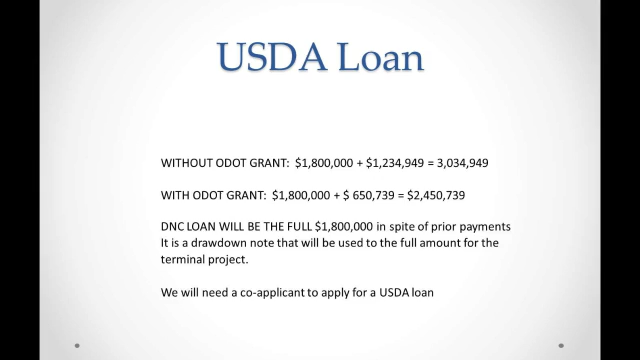 USDA Loan
WITHOUT ODOT GRANT:  $1,800,000 + $1,234,949 = 3,034,949
WITH ODOT GRANT:  $1,800,000 + $ 650,739 = $2,450,739
DNC LOAN WILL BE THE FULL $1,800,000 in spite of prior payments
It is a drawdown note that will be used to the full amount for the
terminal project.
We will need a co-applicant to apply for a USDA loan